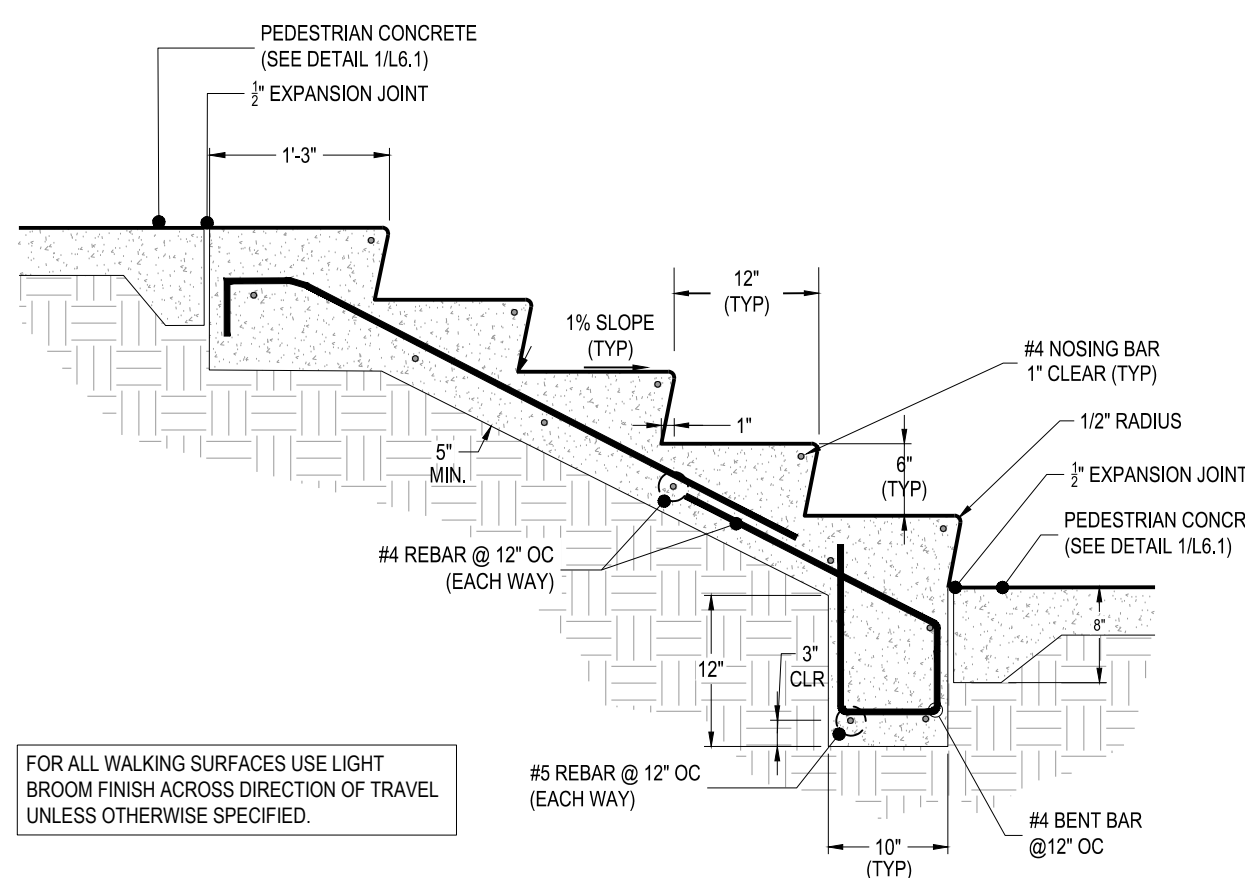 PEDESTRIAN CONCRETE
(SEE DETAIL 1/L6.1)
½" EXPANSION JOINT
1'-3"
12"
(TYP)
1% SLOPE
(TYP)
#4 NOSING BAR
1" CLEAR (TYP)
1/2" RADIUS
1"
6"
(TYP)
½" EXPANSION JOINT
5"
MIN.
PEDESTRIAN CONCR
(SEE DETAIL 1/L6.1)
#4 REBAR @ 12" OC
(EACH WAY)
8"
3"
CLR
12"
#5 REBAR @ 12" OC
(EACH WAY)
FOR ALL WALKING SURFACES USE LIGHT
BROOM FINISH ACROSS DIRECTION OF TRAVEL
UNLESS OTHERWISE SPECIFIED.
#4 BENT BAR
@12" OC
10"
(TYP)